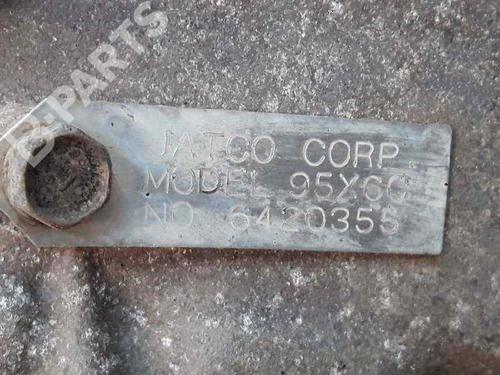 B-PARTS
JATCO CORP.
MODEL 95X6C
NO. 6420355